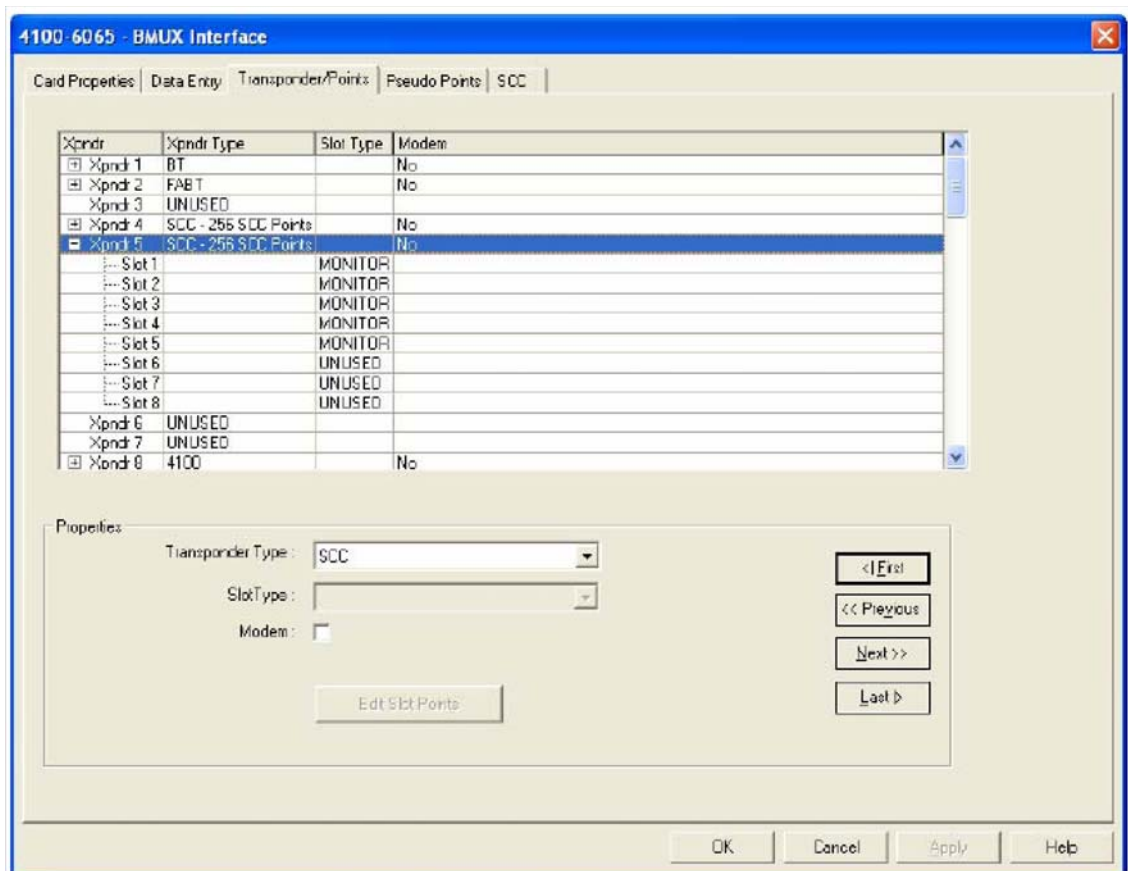 4100-6065 - BMUX Interface
Card Properties Data Entry Transponder/Points Pseudo Points SCC
Xpndr Xpndr Type Slot Type Modem
Xpndr 1 BT No
Xpndr 2 FABT No
Xpndr 3 UNUSED
Xpndr 4 SCC - 256 SCC Points No
Xpndr 5 SCC - 256 SCC Points No
Slot 1 MONITOR
Slot 2 MONITOR
Slot 3 MONITOR
Slot 4 MONITOR
Slot 5 MONITOR
Slot 6 UNUSED
Slot 7 UNUSED
Slot 8 UNUSED
Xpndr 6 UNUSED
Xpndr 7 UNUSED
Xpndr 8 4100 No
Properties
Transponder Type : SCC
SlotType :
Modem :
Edit Slot Points
<| First
<< Previous
Next >>
Last |>
OK Cancel Apply Help